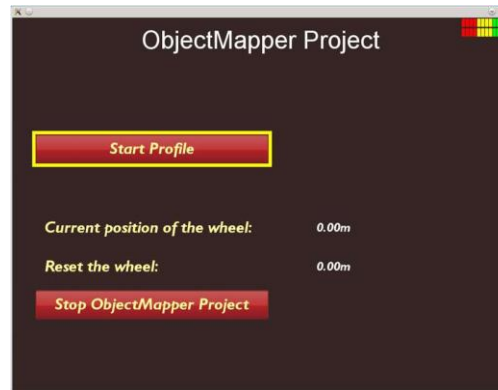 ObjectMapper Project
Start Profile
Current position of the wheel: 0.00m
Reset the wheel: 0.00m
Stop ObjectMapper Project